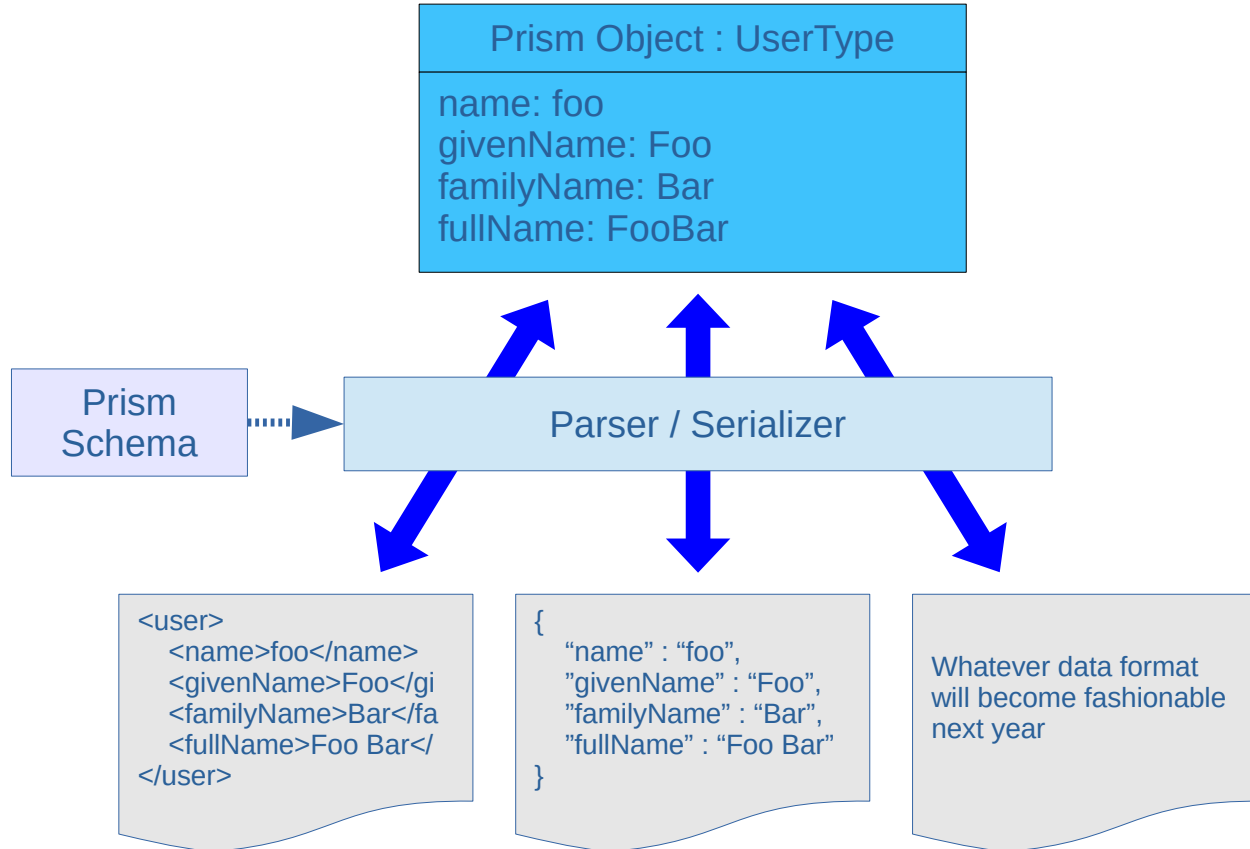 Prism Object : UserType
name: foo
givenName: Foo
familyName: Bar
fullName: FooBar
Prism
Schema
Parser / Serializer
<user>
<name>foo</name>
<givenName>Foo</gi
<familyName>Bar</fa
<fullName>Foo Bar</
</user>
{
“name” : “foo”,
”givenName” : “Foo”,
”familyName” : “Bar”,
”fullName” : “Foo Bar”
}
Whatever data format
will become fashionable
next year